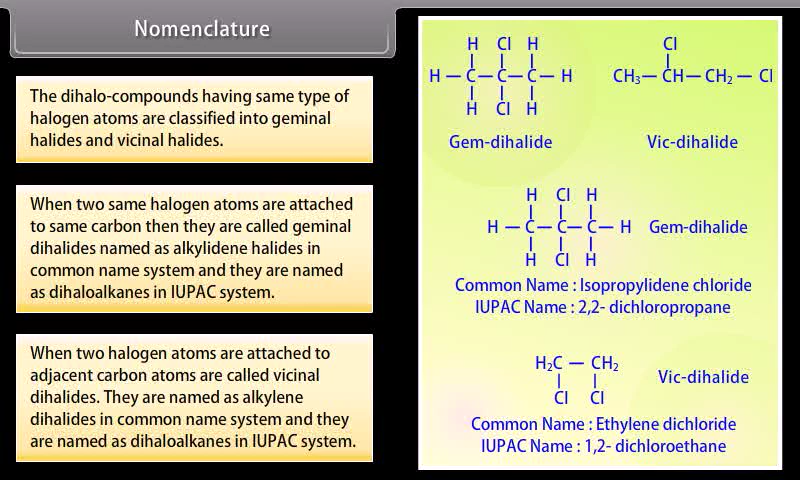 Nomenclature
The dihalo-compounds having same type of
halogen atoms are classified into geminal
halides and vicinal halides.
When two same halogen atoms are attached
to same carbon then they are called geminal
dihalides named as alkylidene halides in
common name system and they are named
as dihaloalkanes in IUPAC system.
When two halogen atoms are attached to
adjacent carbon atoms are called vicinal
dihalides. They are named as alkylene
dihalides in common name system and they
are named as dihaloalkanes in IUPAC system.
H Cl H
H — C — C — C — H
H Cl H
Gem-dihalide
Cl
CH₃— CH — CH₂ — Cl
Vic-dihalide
H Cl H
H — C — C — C — H Gem-dihalide
H Cl H
Common Name : Isopropylidene chloride
IUPAC Name : 2,2- dichloropropane
H₂C — CH₂
Vic-dihalide
Cl Cl
Common Name : Ethylene dichloride
IUPAC Name : 1,2- dichloroethane